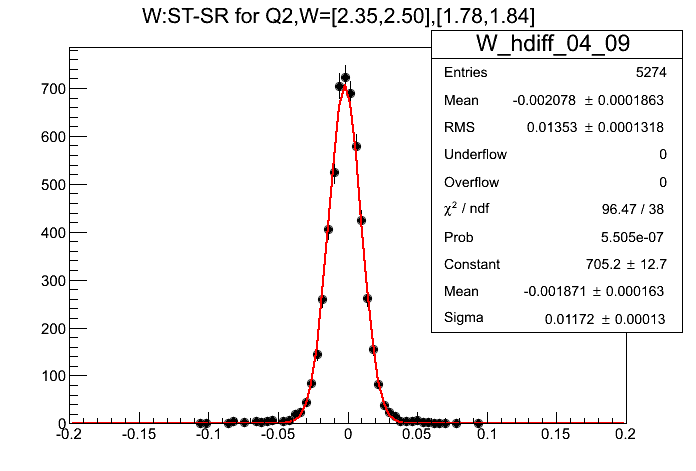 W:ST-SR for Q2,W=[2.35,2.50],[1.78,1.84]
W_hdiff_04_09
Entries 5274
Mean -0.002078 ± 0.0001863
RMS 0.01353 ± 0.0001318
Underflow 0
Overflow 0
χ² / ndf 96.47 / 38
Prob 5.505e-07
Constant 705.2 ± 12.7
Mean -0.001871 ± 0.000163
Sigma 0.01172 ± 0.00013
700
600
500
400
300
200
100
0
-0.2 -0.15 -0.1 -0.05 0 0.05 0.1 0.15 0.2